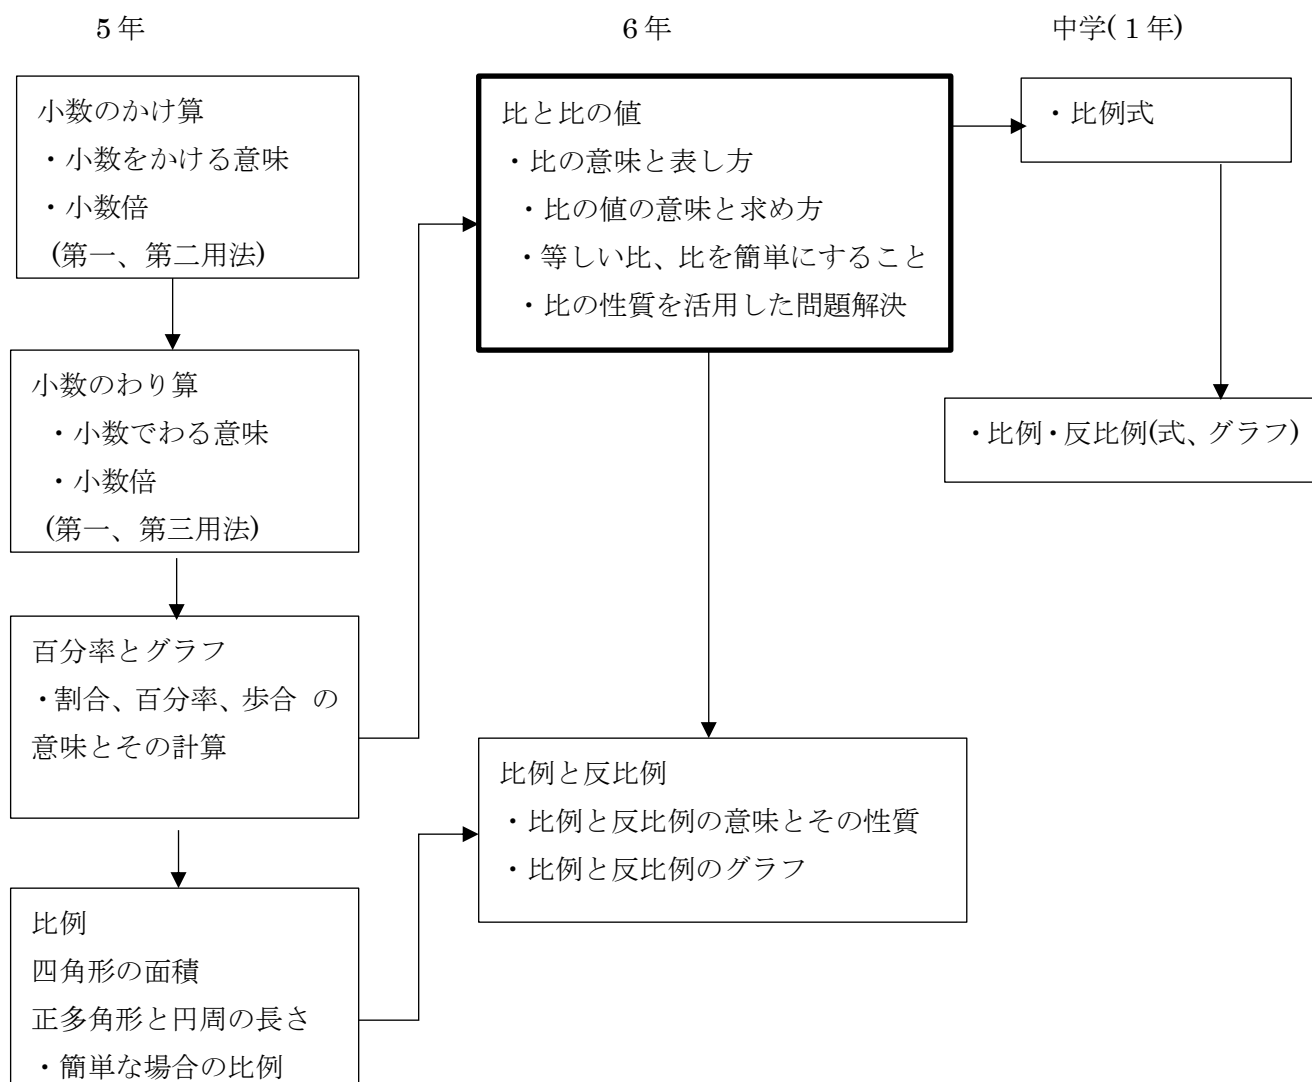 5年
6年
中学(1年)
小数のかけ算
・小数をかける意味
・小数倍
(第一、第二用法)
小数のわり算
・小数でわる意味
・小数倍
(第一、第三用法)
百分率とグラフ
・割合、百分率、歩合 の
意味とその計算
比例
四角形の面積
正多角形と円周の長さ
・簡単な場合の比例
比と比の値
・比の意味と表し方
・比の値の意味と求め方
・等しい比、比を簡単にすること
・比の性質を活用した問題解決
比例と反比例
・比例と反比例の意味とその性質
・比例と反比例のグラフ
・比例式
・比例・反比例(式、グラフ)